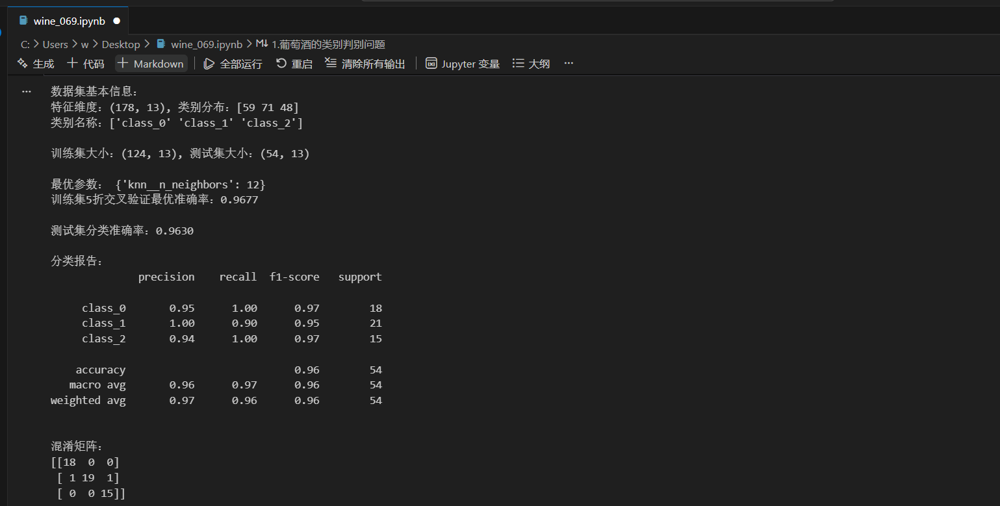 wine_069.ipynb
C: > Users > w > Desktop > wine_069.ipynb > M↓ 1.葡萄酒的类别判别问题
生成 + 代码 + Markdown 全部运行 重启 清除所有输出 Jupyter 变量 大纲 ···
数据集基本信息：
特征维度：(178, 13), 类别分布：[59 71 48]
类别名称：['class_0' 'class_1' 'class_2']
训练集大小：(124, 13), 测试集大小：(54, 13)
最优参数： {'knn__n_neighbors': 12}
训练集5折交叉验证最优准确率：0.9677
测试集分类准确率：0.9630
分类报告：
precision recall f1-score support
class_0 0.95 1.00 0.97 18
class_1 1.00 0.90 0.95 21
class_2 0.94 1.00 0.97 15
accuracy 0.96 54
macro avg 0.96 0.97 0.96 54
weighted avg 0.97 0.96 0.96 54
混淆矩阵：
[[18 0 0]
[ 1 19 1]
[ 0 0 15]]